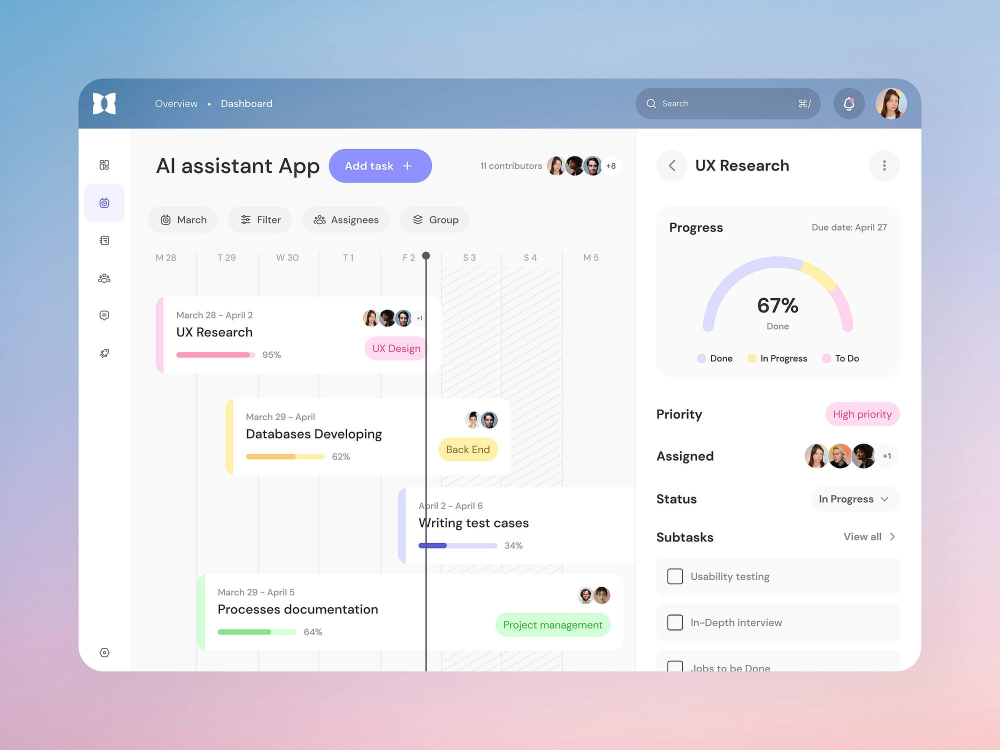 Overview • Dashboard
Search ⌘/
AI assistant App
Add task +
11 contributors
+8
March
Filter
Assignees
Group
M 28
T 29
W 30
T 1
F 2
S 3
S 4
M 5
March 28 - April 2
+1
UX Research
95%
UX Design
March 29 - April
Databases Developing
62%
Back End
April 2 - April 6
Writing test cases
34%
March 29 - April 5
Processes documentation
64%
Project management
UX Research
Progress
Due date: April 27
67%
Done
Done
In Progress
To Do
Priority
High priority
Assigned
+1
Status
In Progress
Subtasks
View all
Usability testing
In-Depth interview
Jobs to be Done